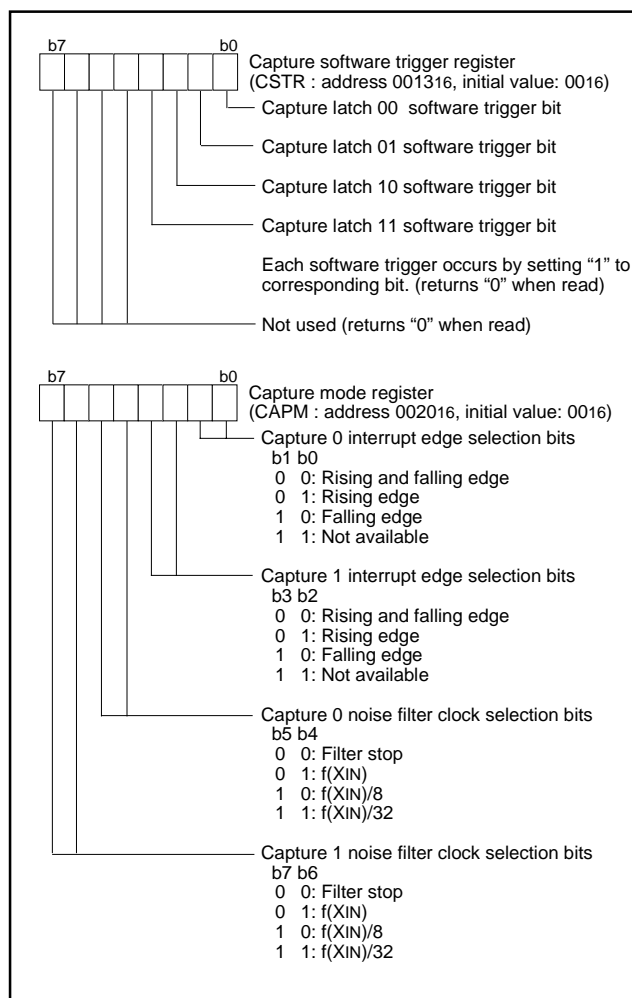 b7 b0
Capture software trigger register
(CSTR : address 001316, initial value: 0016)
Capture latch 00 software trigger bit
Capture latch 01 software trigger bit
Capture latch 10 software trigger bit
Capture latch 11 software trigger bit
Each software trigger occurs by setting “1” to
corresponding bit. (returns “0” when read)
Not used (returns “0” when read)
b7 b0
Capture mode register
(CAPM : address 002016, initial value: 0016)
Capture 0 interrupt edge selection bits
b1 b0
0 0: Rising and falling edge
0 1: Rising edge
1 0: Falling edge
1 1: Not available
Capture 1 interrupt edge selection bits
b3 b2
0 0: Rising and falling edge
0 1: Rising edge
1 0: Falling edge
1 1: Not available
Capture 0 noise filter clock selection bits
b5 b4
0 0: Filter stop
0 1: f(XIN)
1 0: f(XIN)/8
1 1: f(XIN)/32
Capture 1 noise filter clock selection bits
b7 b6
0 0: Filter stop
0 1: f(XIN)
1 0: f(XIN)/8
1 1: f(XIN)/32